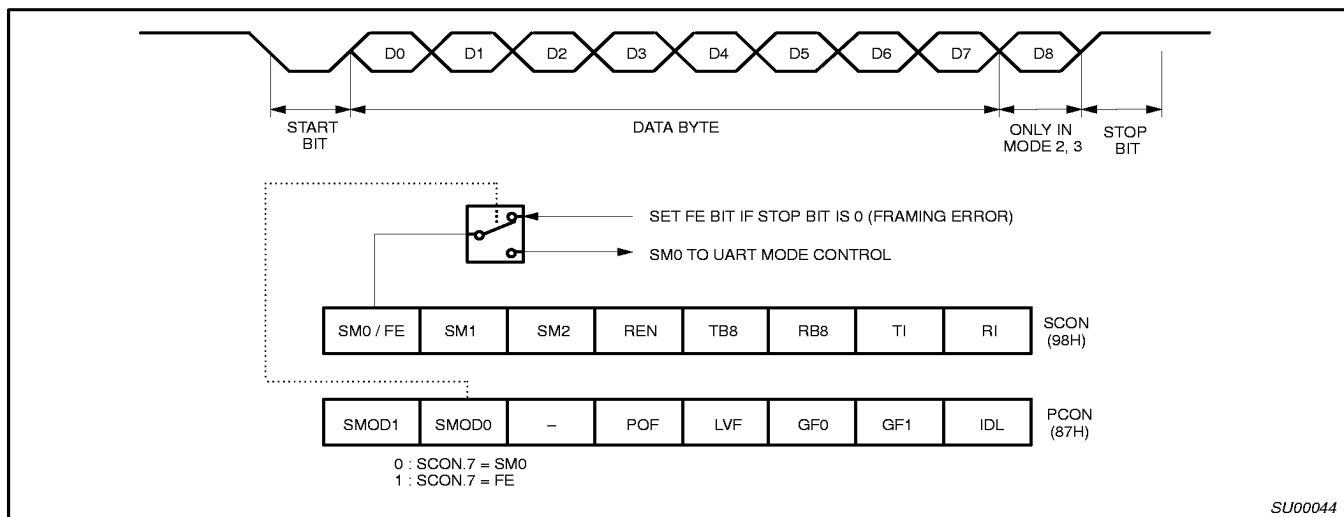 D0 D1 D2 D3 D4 D5 D6 D7 D8
START
BIT
DATA BYTE
ONLY IN
MODE 2, 3
STOP
BIT
SET FE BIT IF STOP BIT IS 0 (FRAMING ERROR)
SM0 TO UART MODE CONTROL
SM0 / FE SM1 SM2 REN TB8 RB8 TI RI
SCON
(98H)
SMOD1 SMOD0 – POF LVF GF0 GF1 IDL
PCON
(87H)
0 : SCON.7 = SM0
1 : SCON.7 = FE
SU00044